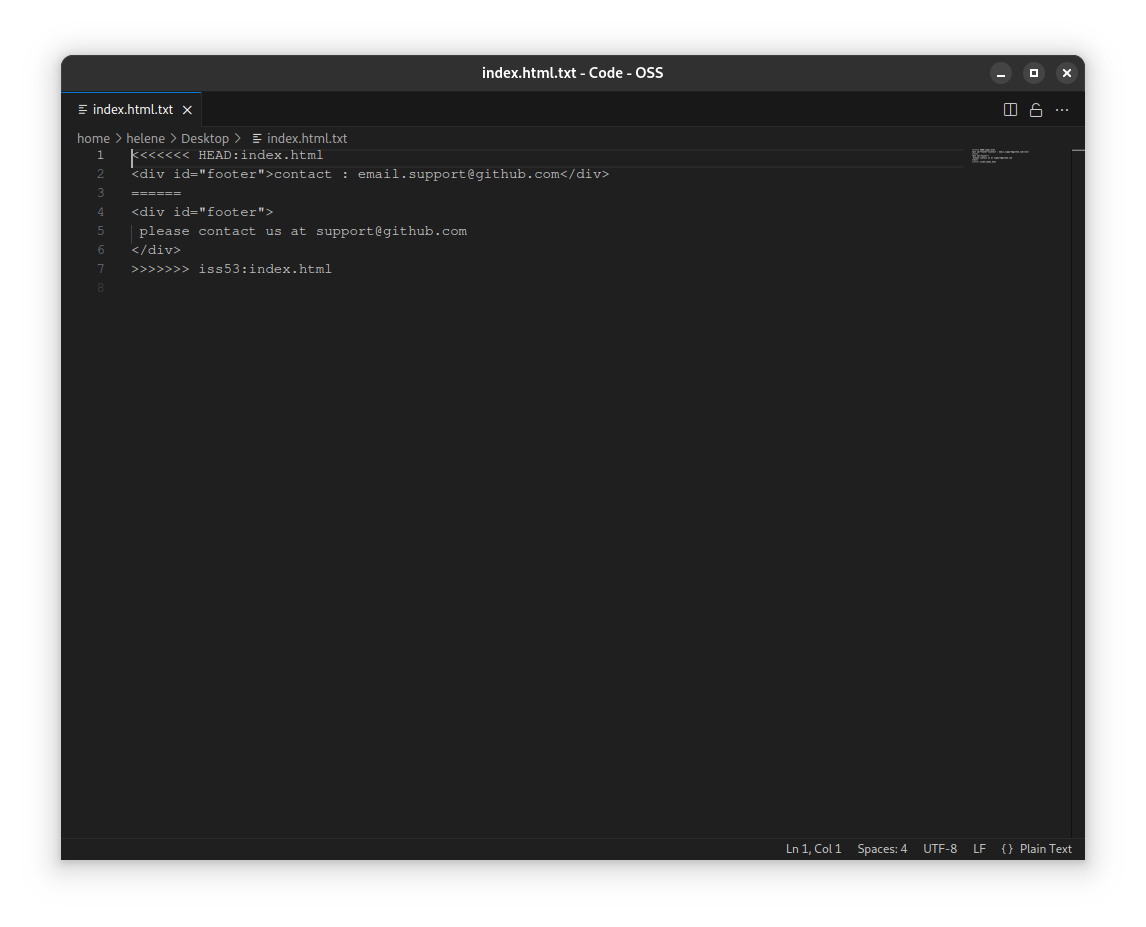 index.html.txt - Code - OSS
index.html.txt
home > helene > Desktop > index.html.txt
1 <<<<<<< HEAD:index.html
2 <div id="footer">contact : email.support@github.com</div>
3 ======
4 <div id="footer">
5  please contact us at support@github.com
6 </div>
7 >>>>>>> iss53:index.html
8
Ln 1, Col 1 Spaces: 4 UTF-8 LF {} Plain Text